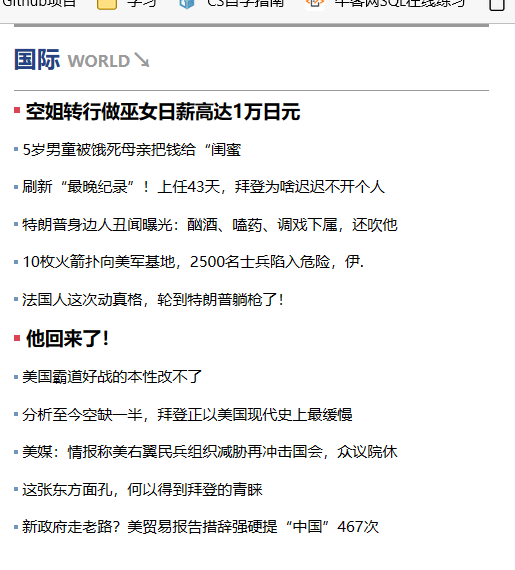 Github项目 学习 CS自学指南 牛客网SQL在线练习
国际 WORLD
空姐转行做巫女日薪高达1万日元
5岁男童被饿死母亲把钱给“闺蜜
刷新“最晚纪录”！上任43天，拜登为啥迟迟不开个人
特朗普身边人丑闻曝光：酗酒、嗑药、调戏下属，还吹他
10枚火箭扑向美军基地，2500名士兵陷入危险，伊.
法国人这次动真格，轮到特朗普躺枪了！
他回来了！
美国霸道好战的本性改不了
分析至今空缺一半，拜登正以美国现代史上最缓慢
美媒：情报称美右翼民兵组织减胁再冲击国会，众议院休
这张东方面孔，何以得到拜登的青睐
新政府走老路？美贸易报告措辞强硬提“中国”467次